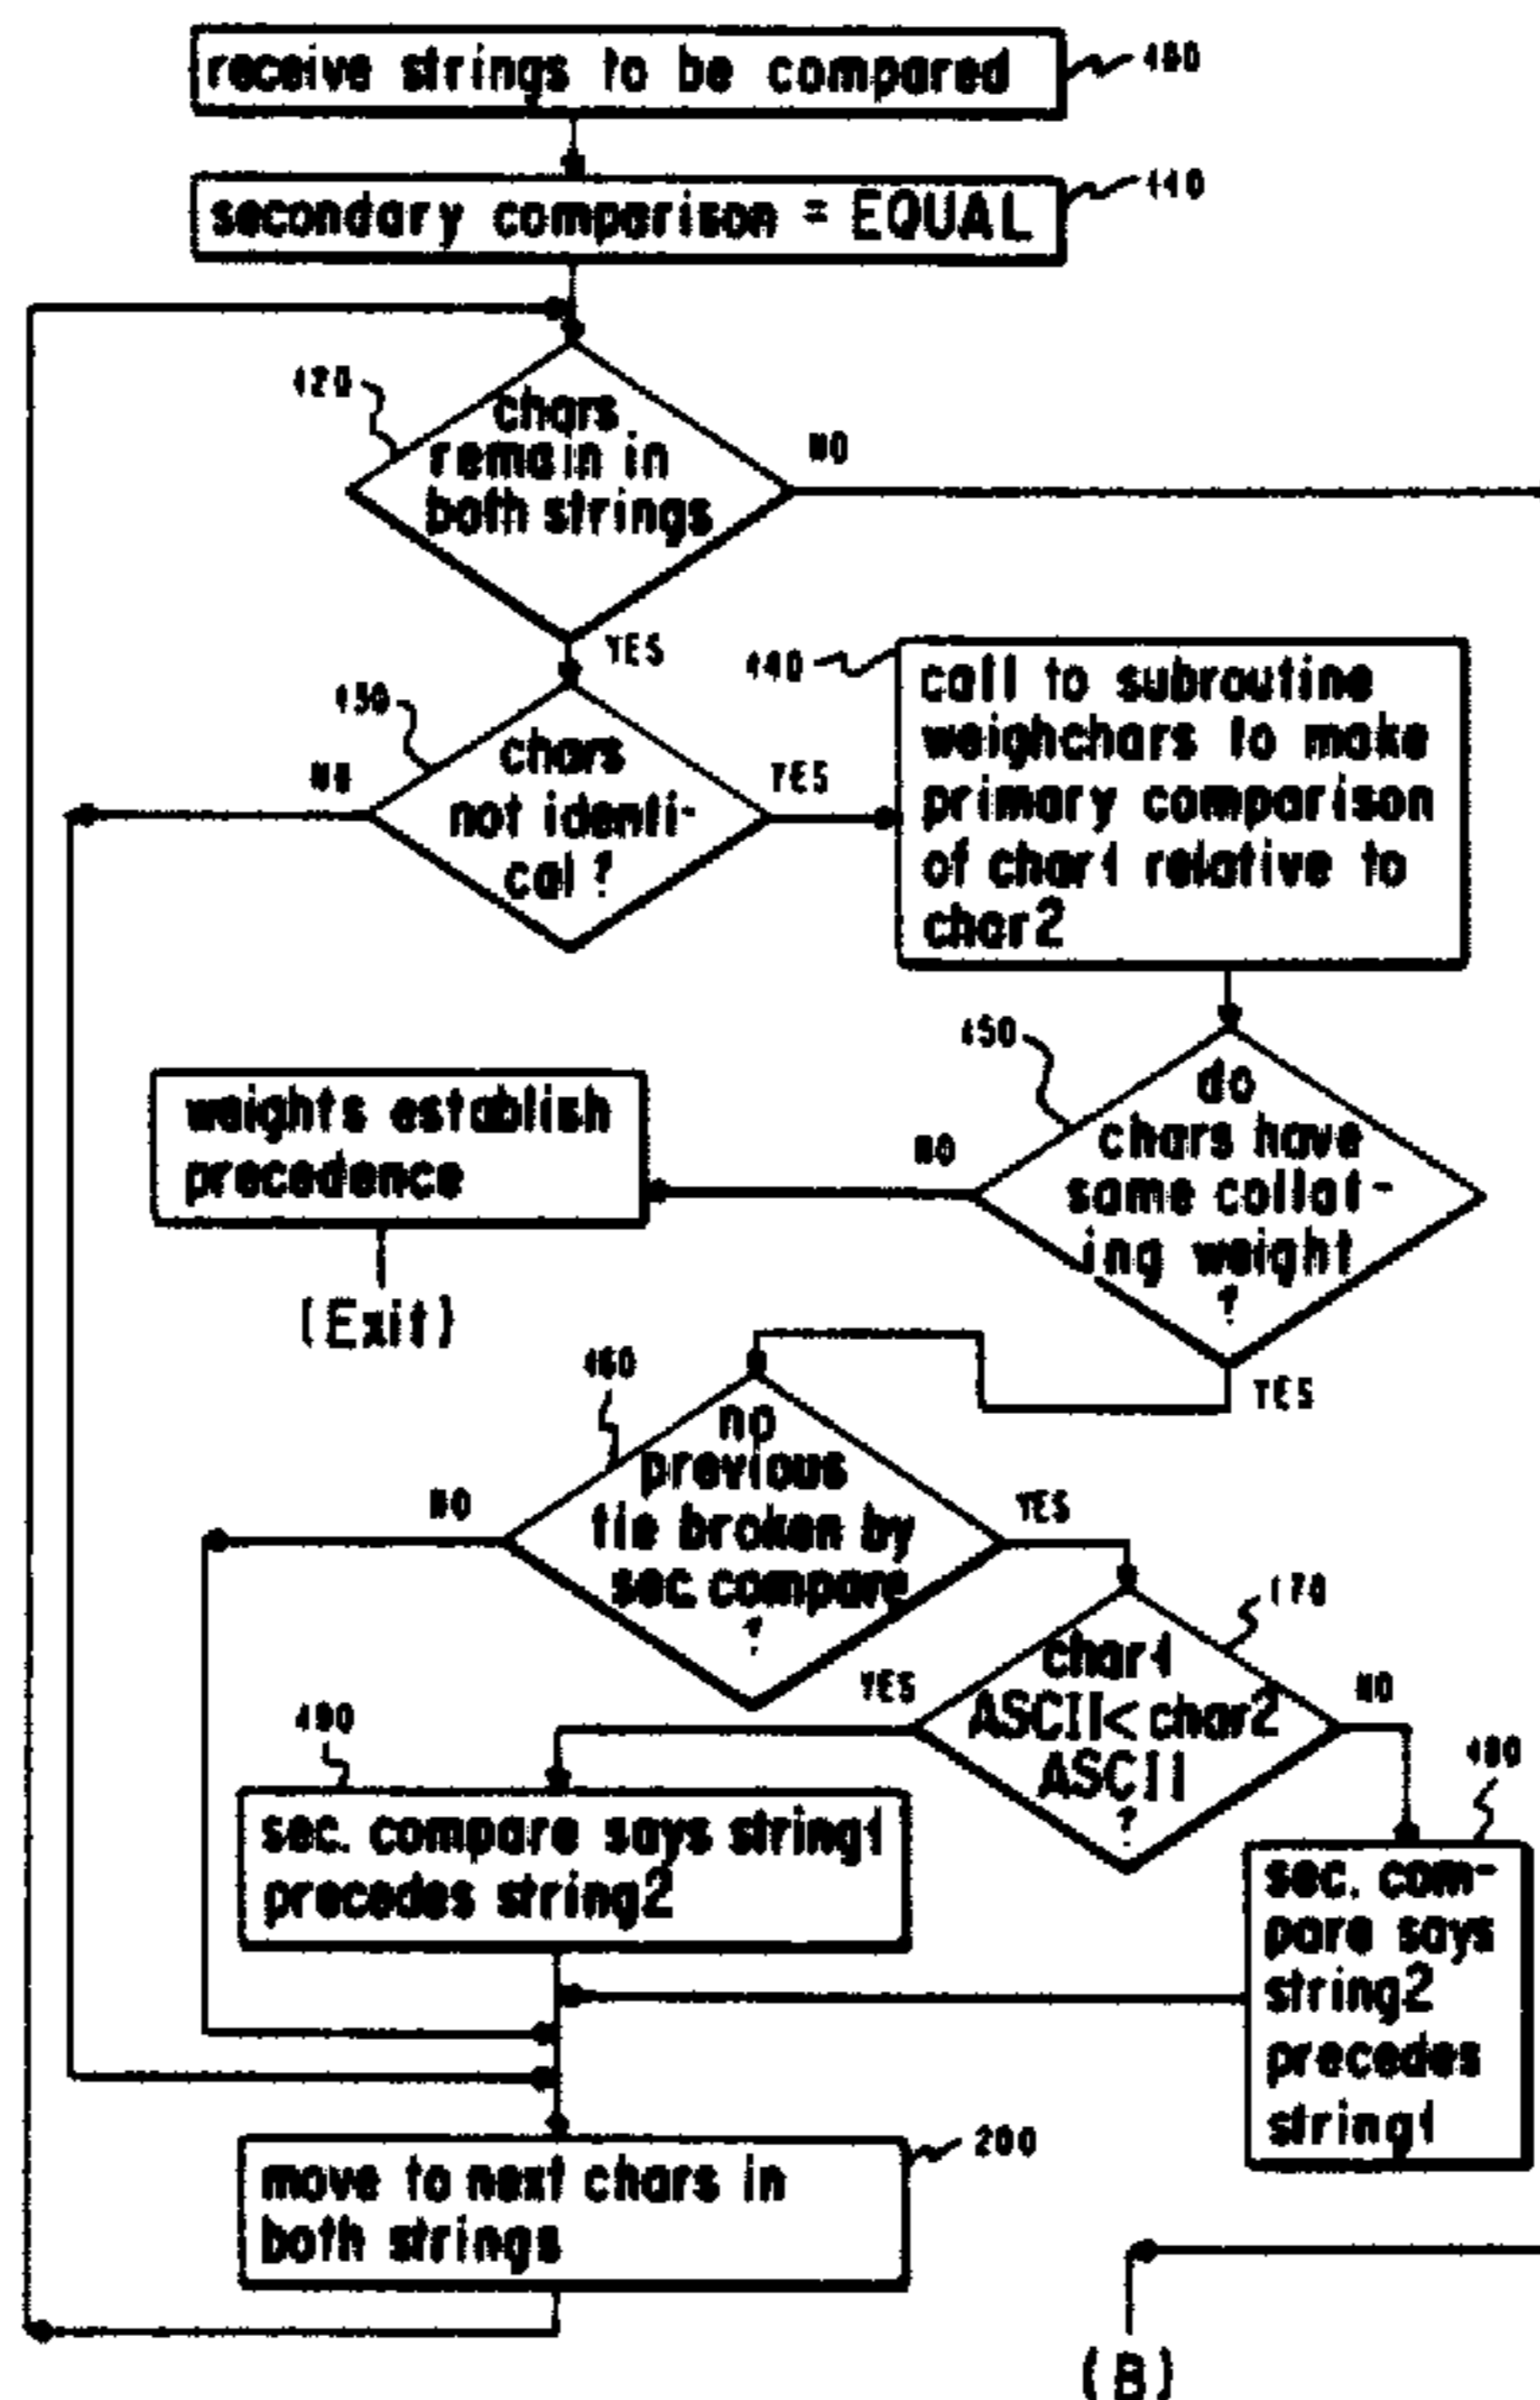 receive strings to be compared
secondary comparison = EQUAL
chars
remain in
both strings
NO
YES
chars
not identi-
cal ?
NO
YES
call to subroutine
weighchars to make
primary comparison
of char1 relative to
char2
do
chars have
same collat-
ing weight
?
NO
YES
weights establish
precedence
(Exit)
no
previous
tie broken by
sec. compare
?
NO
YES
170
char1
ASCII < char2
ASCII
?
YES
NO
sec. compare says string1
precedes string2
sec. com-
pare says
string2
precedes
string1
200
move to next chars in
both strings
(B)